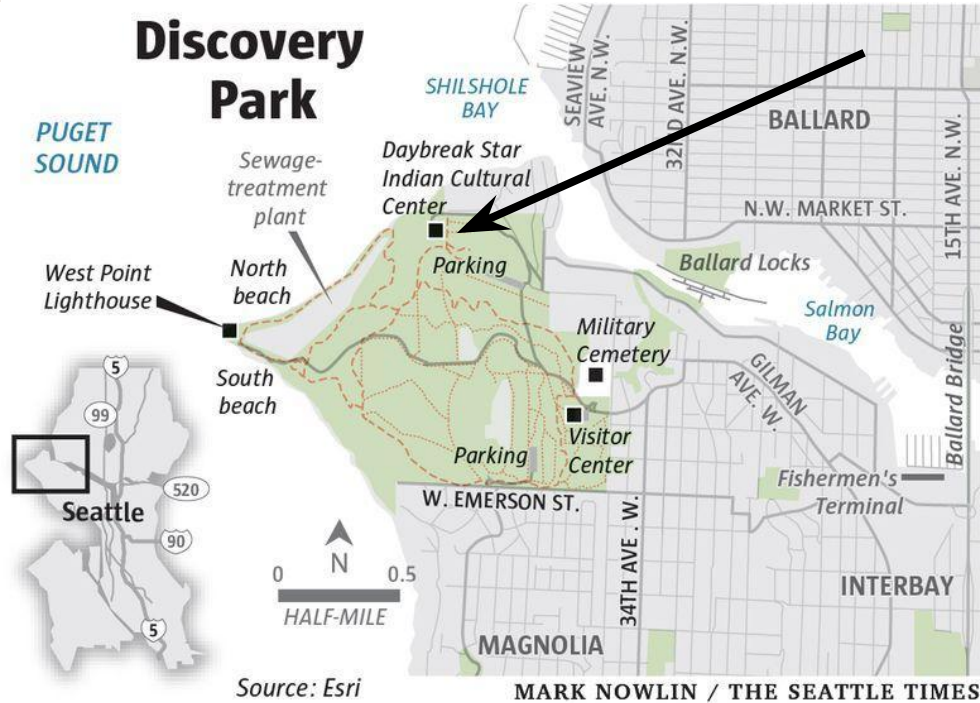 Discovery
Park
PUGET
SOUND
SHILSHOLE
BAY
SEAVIEW
AVE. N.W.
32ND AVE. N.W.
BALLARD
15TH AVE. N.W.
Sewage-
treatment
plant
Daybreak Star
Indian Cultural
Center
N.W. MARKET ST.
West Point
Lighthouse
North
beach
Parking
Ballard Locks
Salmon
Bay
Military
Cemetery
South
beach
GILMAN
AVE. W.
Ballard Bridge
5
99
520
Seattle
90
5
Parking
Visitor
Center
Fishermen's
Terminal
W. EMERSON ST.
34TH AVE. W.
N
0 0.5
HALF-MILE
INTERBAY
MAGNOLIA
Source: Esri
MARK NOWLIN / THE SEATTLE TIMES